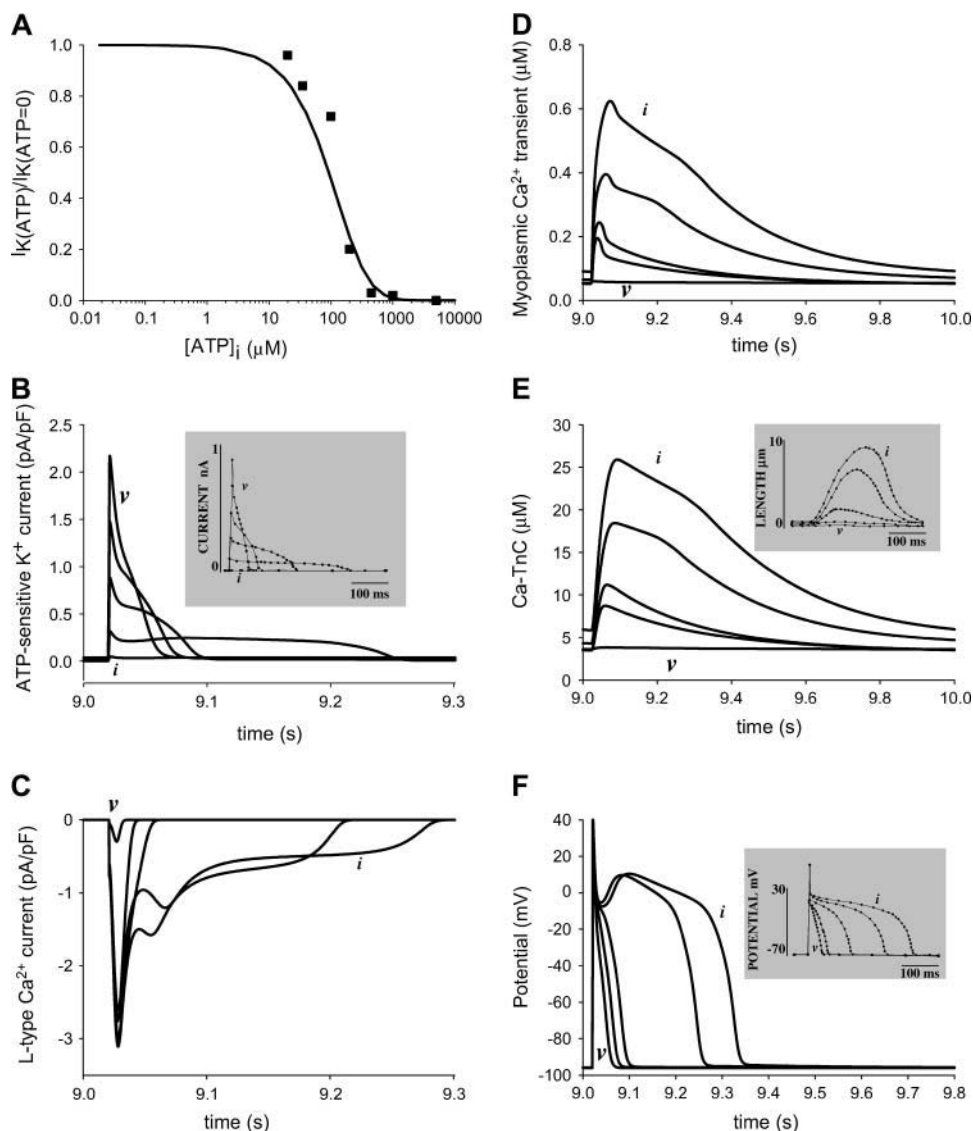 A
I K(ATP)/I K(ATP=0)
1.0
0.8
0.6
0.4
0.2
0.0
0.01 0.1 1 10 100 1000 10000
[ATP]i (μM)
B
ATP-sensitive K+ current (pA/pF)
2.5
2.0
1.5
1.0
0.5
0.0
v
i
CURRENT nA
1
0
v
i
100 ms
9.0 9.1 9.2 9.3
time (s)
C
L-type Ca2+ current (pA/pF)
0
-1
-2
-3
v
i
9.0 9.1 9.2 9.3
time (s)
D
Myoplasmic Ca2+ transient (μM)
0.8
0.6
0.4
0.2
0.0
i
v
9.0 9.2 9.4 9.6 9.8 10.0
time (s)
E
Ca-TnC (μM)
30
25
20
15
10
5
0
i
v
LENGTH μm
10
0
i
v
100 ms
9.0 9.2 9.4 9.6 9.8 10.0
time (s)
F
Potential (mV)
40
20
0
-20
-40
-60
-80
-100
i
v
POTENTIAL mV
30
-70
i
v
100 ms
9.0 9.1 9.2 9.3 9.4 9.5 9.6 9.7 9.8
time (s)